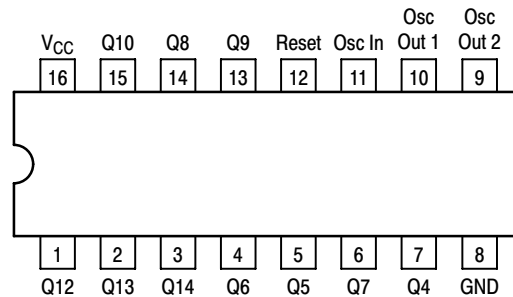 Osc Osc
V_CC Q10 Q8 Q9 Reset Osc In Out 1 Out 2
16 15 14 13 12 11 10 9
1 2 3 4 5 6 7 8
Q12 Q13 Q14 Q6 Q5 Q7 Q4 GND